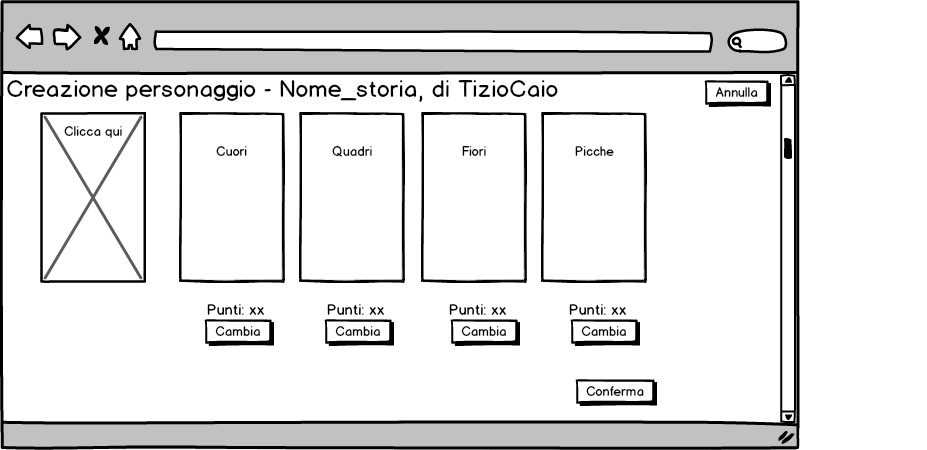 Creazione personaggio - Nome_storia, di TizioCaio
Annulla
Clicca qui
Cuori
Quadri
Fiori
Picche
Punti: xx
Punti: xx
Punti: xx
Punti: xx
Cambia
Cambia
Cambia
Cambia
Conferma